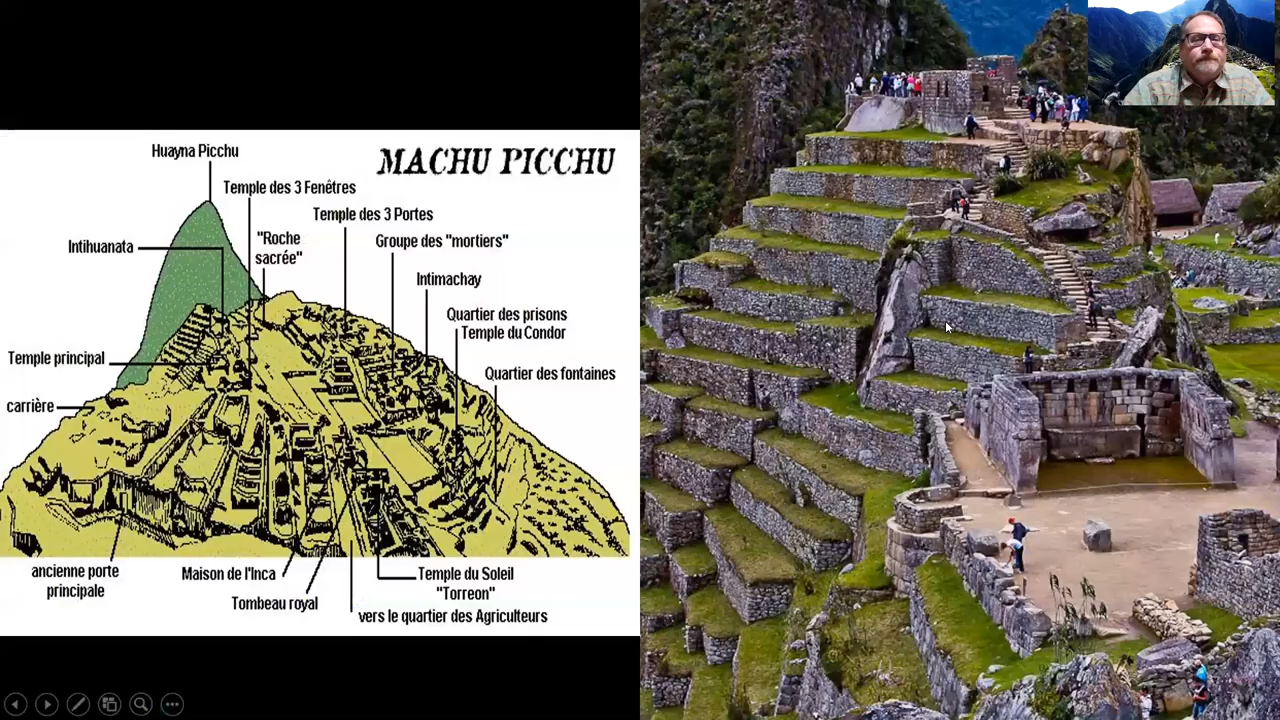 MACHU PICCHU
Huayna Picchu
Temple des 3 Fenêtres
Temple des 3 Portes
Intihuanata
"Roche
sacrée"
Groupe des "mortiers"
Intimachay
Quartier des prisons
Temple du Condor
Temple principal
Quartier des fontaines
carrière
ancienne porte
principale
Maison de l'Inca
Tombeau royal
Temple du Soleil
"Torreon"
vers le quartier des Agriculteurs